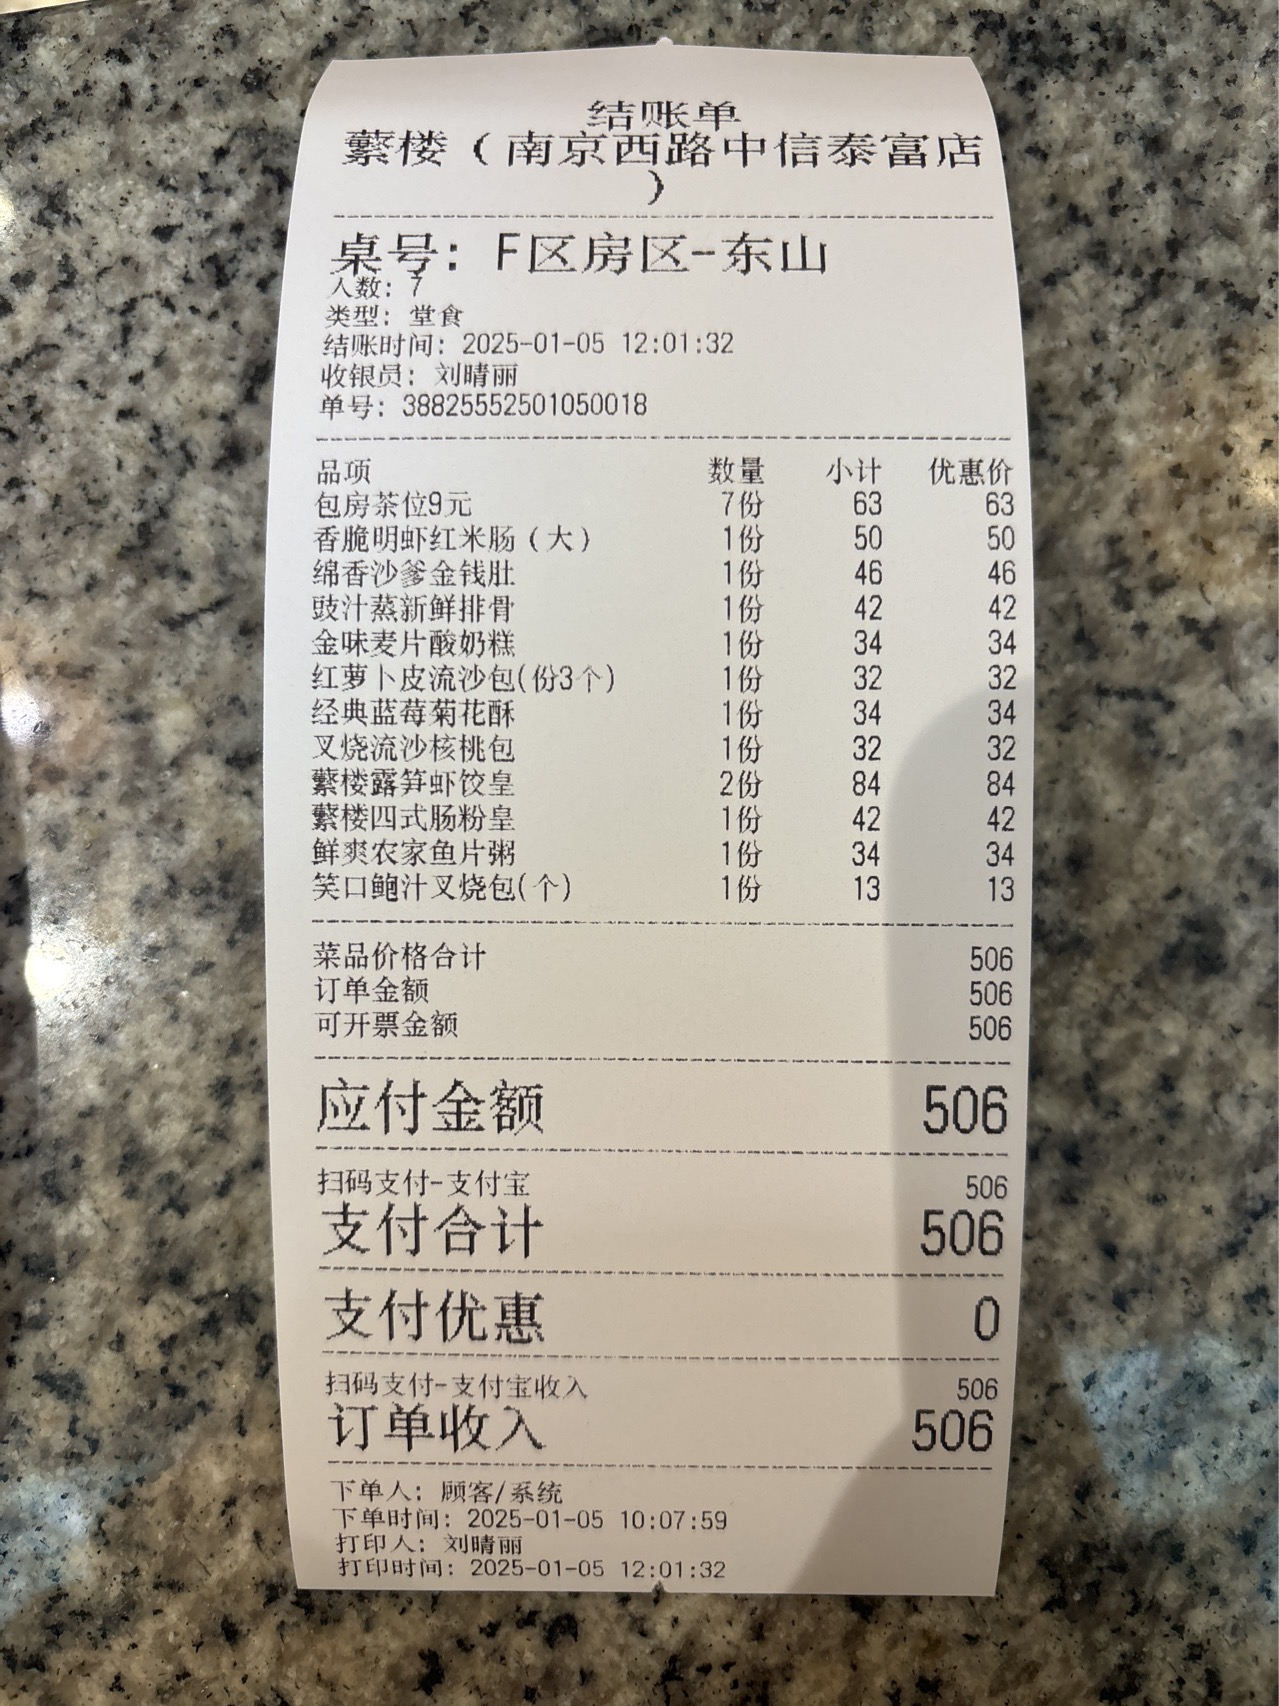 结账单
蘩楼（南京西路中信泰富店
）
桌号：F区房区-东山
人数：7
类型：堂食
结账时间：2025-01-05 12:01:32
收银员：刘晴丽
单号：38825552501050018
品项 数量 小计 优惠价
包房茶位9元 7份 63 63
香脆明虾红米肠（大） 1份 50 50
绵香沙爹金钱肚 1份 46 46
豉汁蒸新鲜排骨 1份 42 42
金味麦片酸奶糕 1份 34 34
红萝卜皮流沙包(份3个) 1份 32 32
经典蓝莓菊花酥 1份 34 34
叉烧流沙核桃包 1份 32 32
蘩楼露笋虾饺皇 2份 84 84
蘩楼四式肠粉皇 1份 42 42
鲜爽农家鱼片粥 1份 34 34
笑口鲍汁叉烧包(个) 1份 13 13
菜品价格合计 506
订单金额 506
可开票金额 506
应付金额 506
扫码支付-支付宝 506
支付合计 506
支付优惠 0
扫码支付-支付宝收入 506
订单收入 506
下单人：顾客/系统
下单时间：2025-01-05 10:07:59
打印人：刘晴丽
打印时间：2025-01-05 12:01:32